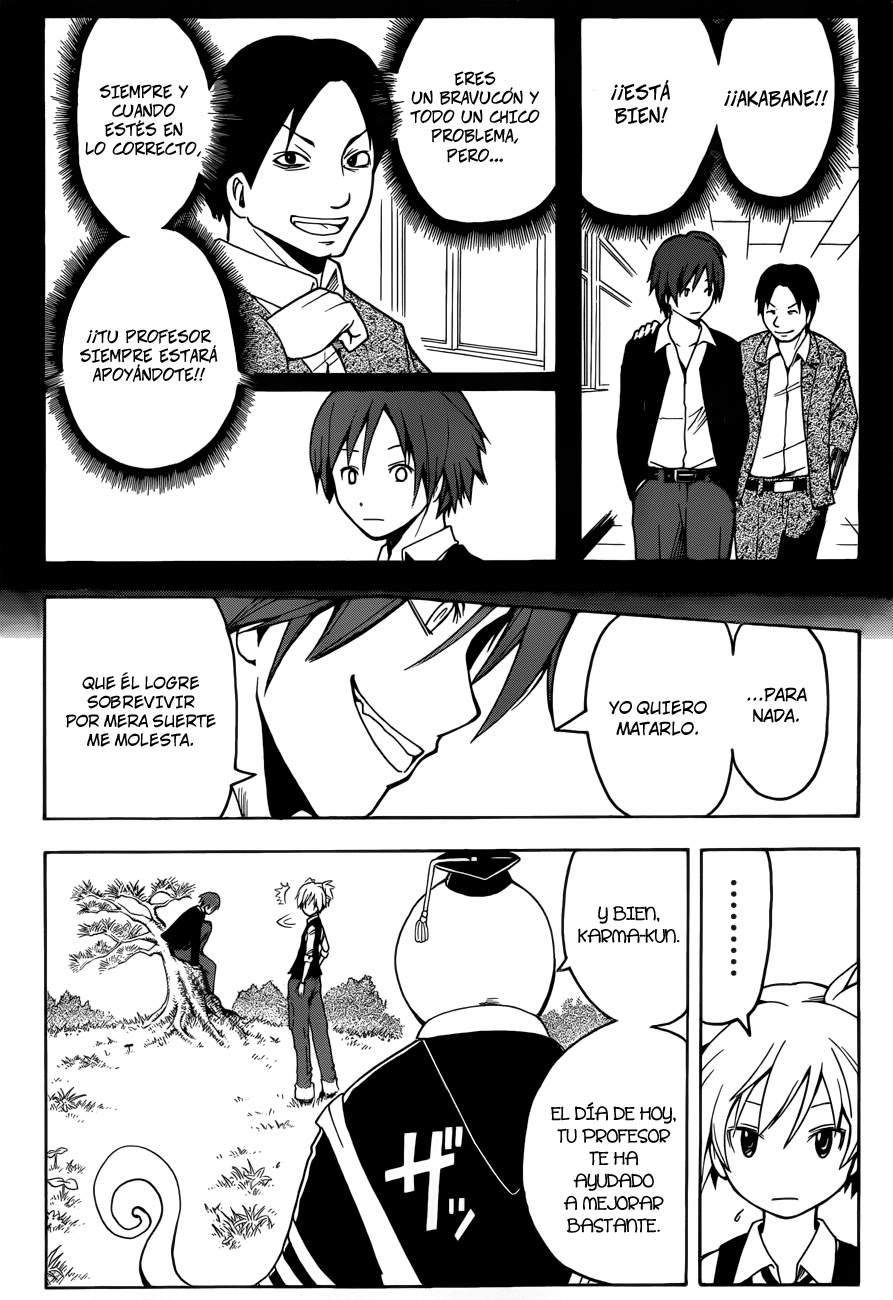 ¡¡AKABANE!!
¡¡ESTÁ
BIEN!
ERES
UN BRAVUCÓN Y
TODO UN CHICO
PROBLEMA,
PERO...
SIEMPRE Y
CUANDO
ESTÉS EN
LO CORRECTO,
¡¡TU PROFESOR
SIEMPRE ESTARÁ
APOYÁNDOTE!!
...PARA
NADA.
YO QUIERO
MATARLO.
QUE ÉL LOGRE
SOBREVIVIR
POR MERA SUERTE
ME MOLESTA.
.........
Y BIEN,
KARMA-KUN.
EL DÍA DE HOY,
TU PROFESOR
TE HA
AYUDADO
A MEJORAR
BASTANTE.
ザッ